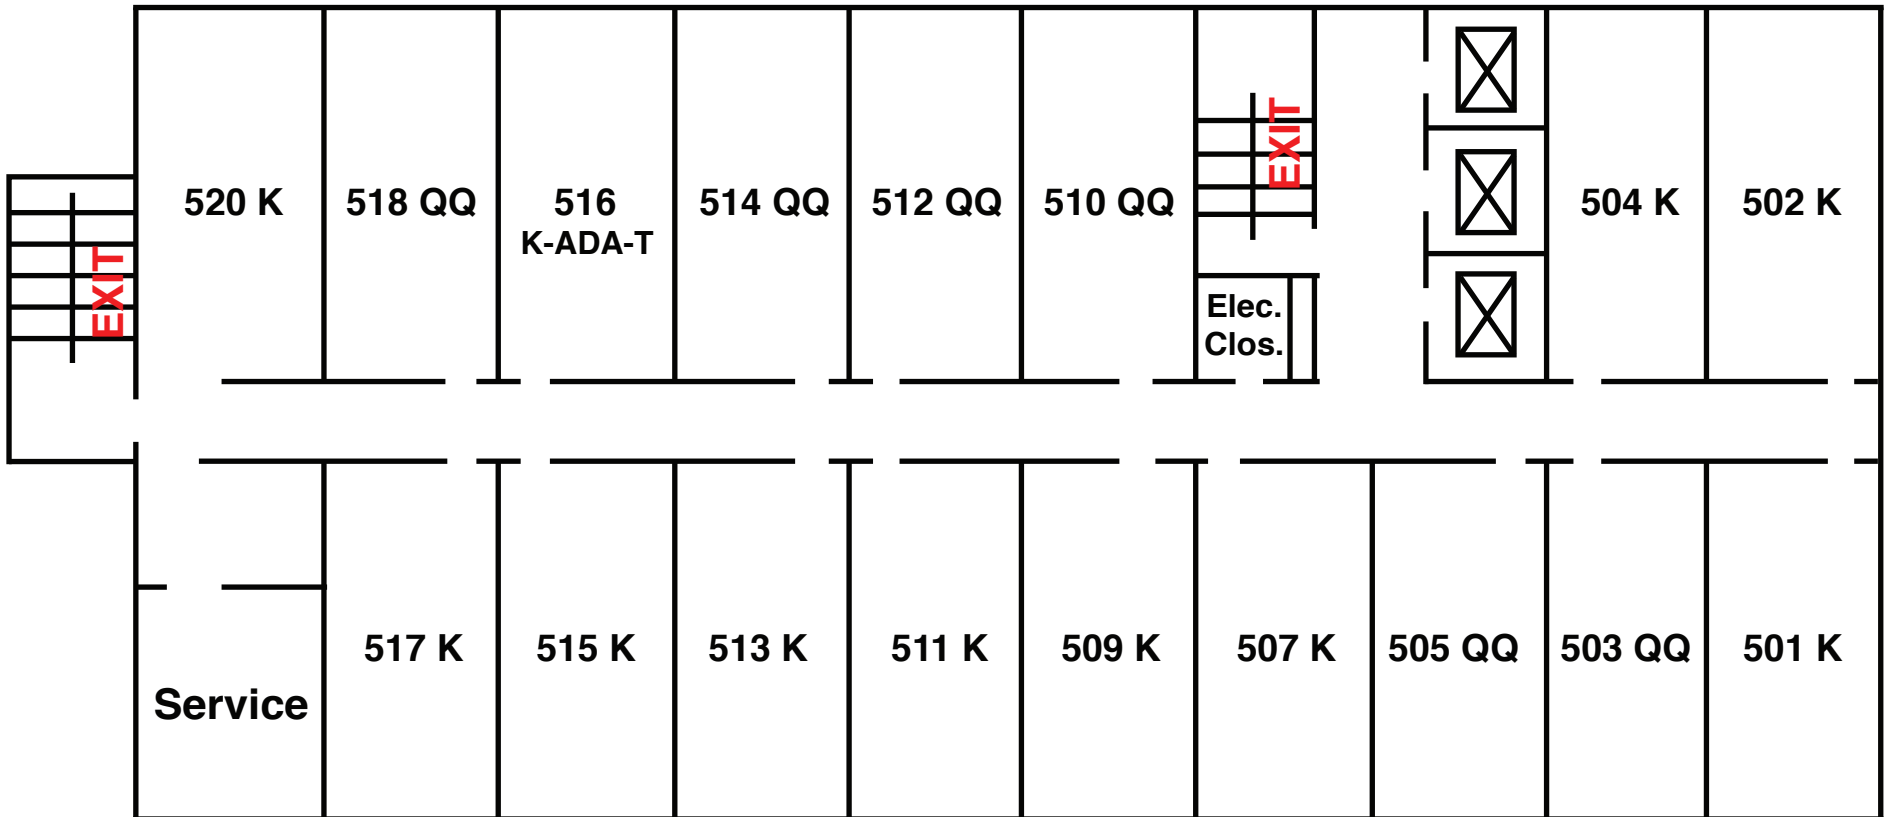 EXIT
520 K
518 QQ
516
K-ADA-T
514 QQ
512 QQ
510 QQ
EXIT
Elec.
Clos.
504 K
502 K
Service
517 K
515 K
513 K
511 K
509 K
507 K
505 QQ
503 QQ
501 K